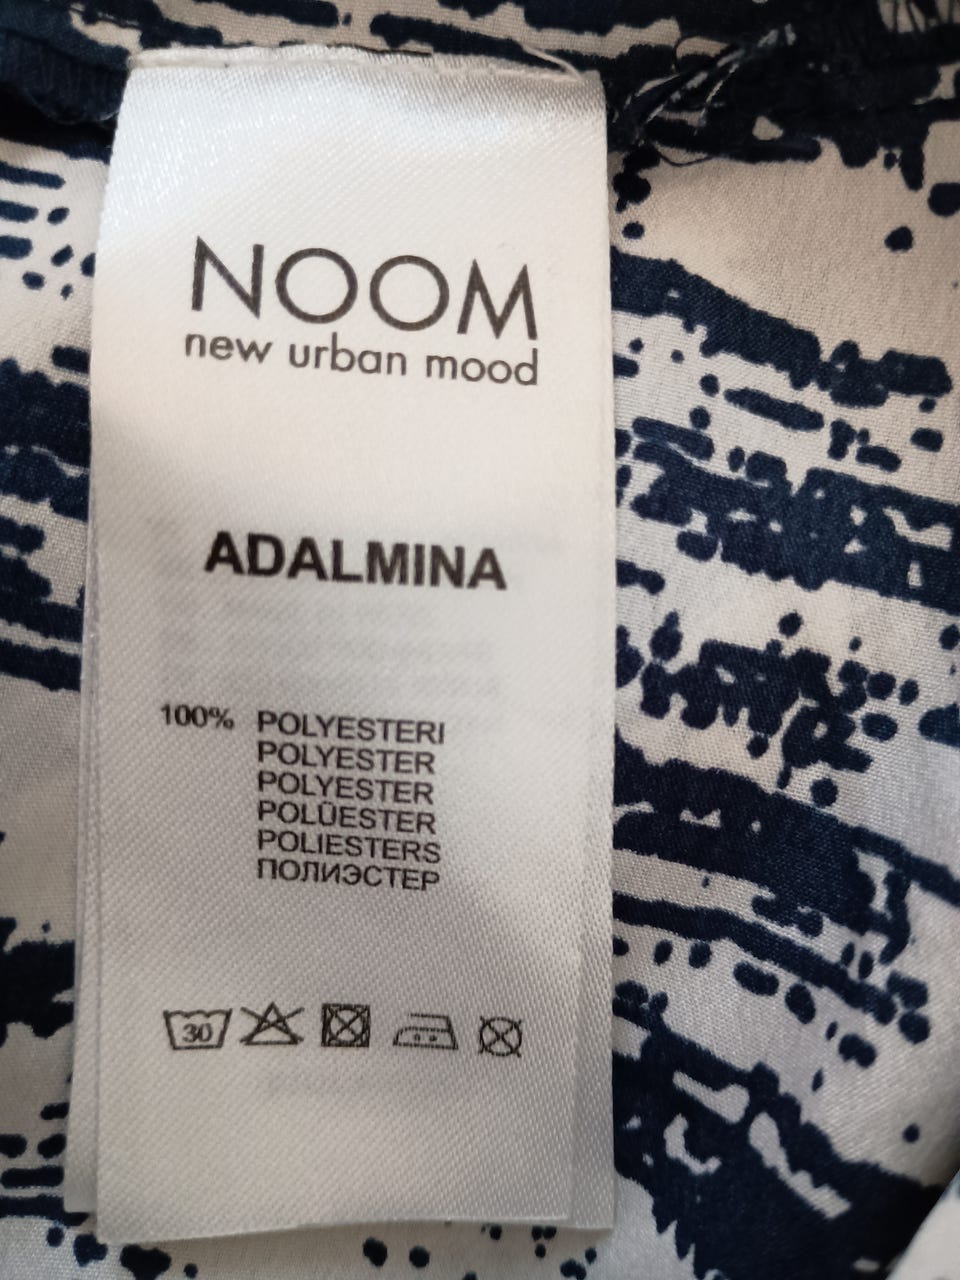 NOOM
new urban mood
ADALMINA
100% POLYESTERI
POLYESTER
POLYESTER
POLÜESTER
POLIESTERS
ПОЛИЭСТЕР
30